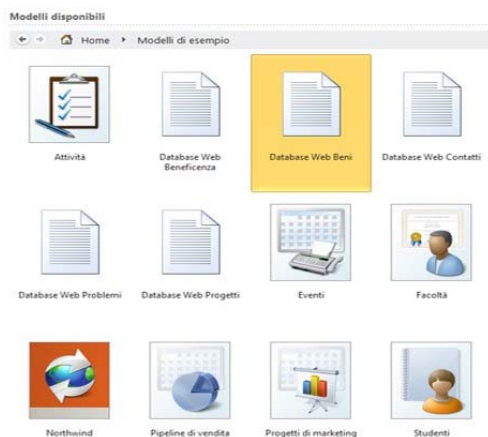 Modelli disponibili
Home Modelli di esempio
Attività
Database Web
Beneficenza
Database Web Beni
Database Web Contatti
Database Web Problemi
Database Web Progetti
Eventi
Facoltà
Northwind
Pipeline di vendita
Progetti di marketing
Studenti